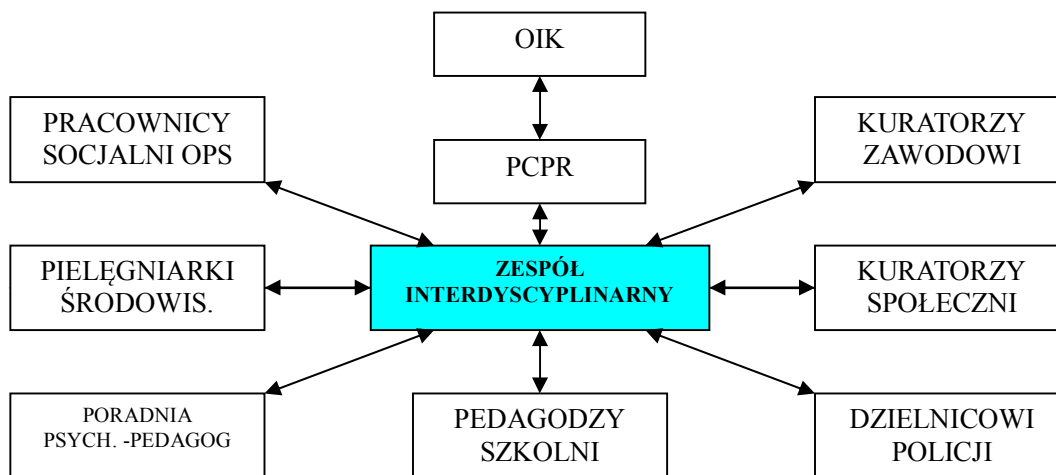 OIK
PRACOWNICY
SOCJALNI OPS
PCPR
KURATORZY
ZAWODOWI
PIELĘGNIARKI
ŚRODOWIS.
ZESPÓŁ
INTERDYSCYPLINARNY
KURATORZY
SPOŁECZNI
PORADNIA
PSYCH. -PEDAGOG
PEDAGODZY
SZKOLNI
DZIELNICOWI
POLICJI